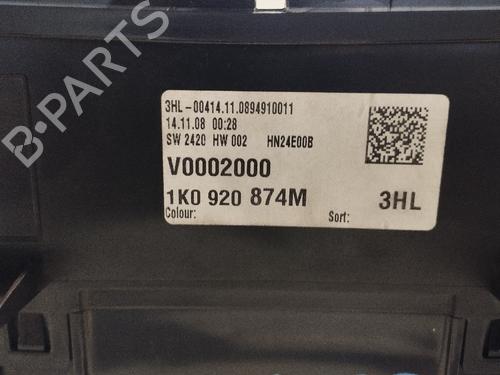 3HL-00414.11.0894910011
14.11.08 00:28
SW 2420 HW 002 HN24E00B
V0002000
1K0 920 874M
Colour: Sort: 3HL
B-PARTS
B-PARTS